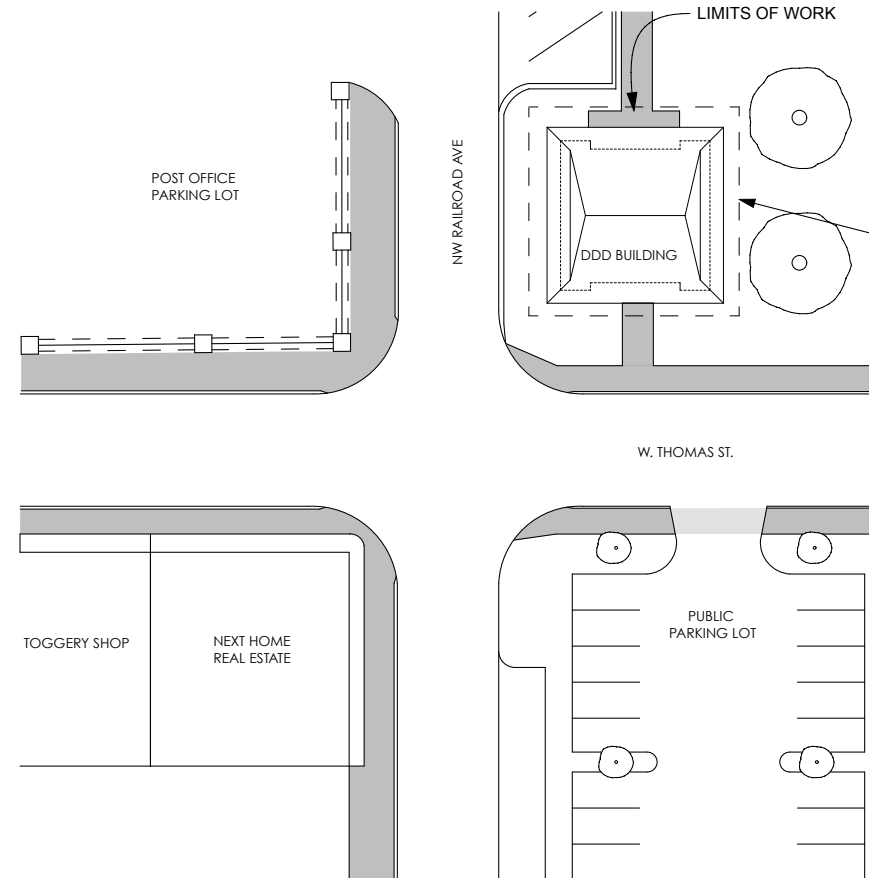 LIMITS OF WORK
POST OFFICE
PARKING LOT
NW RAILROAD AVE
DDD BUILDING
W. THOMAS ST.
TOGGERY SHOP
NEXT HOME
REAL ESTATE
PUBLIC
PARKING LOT